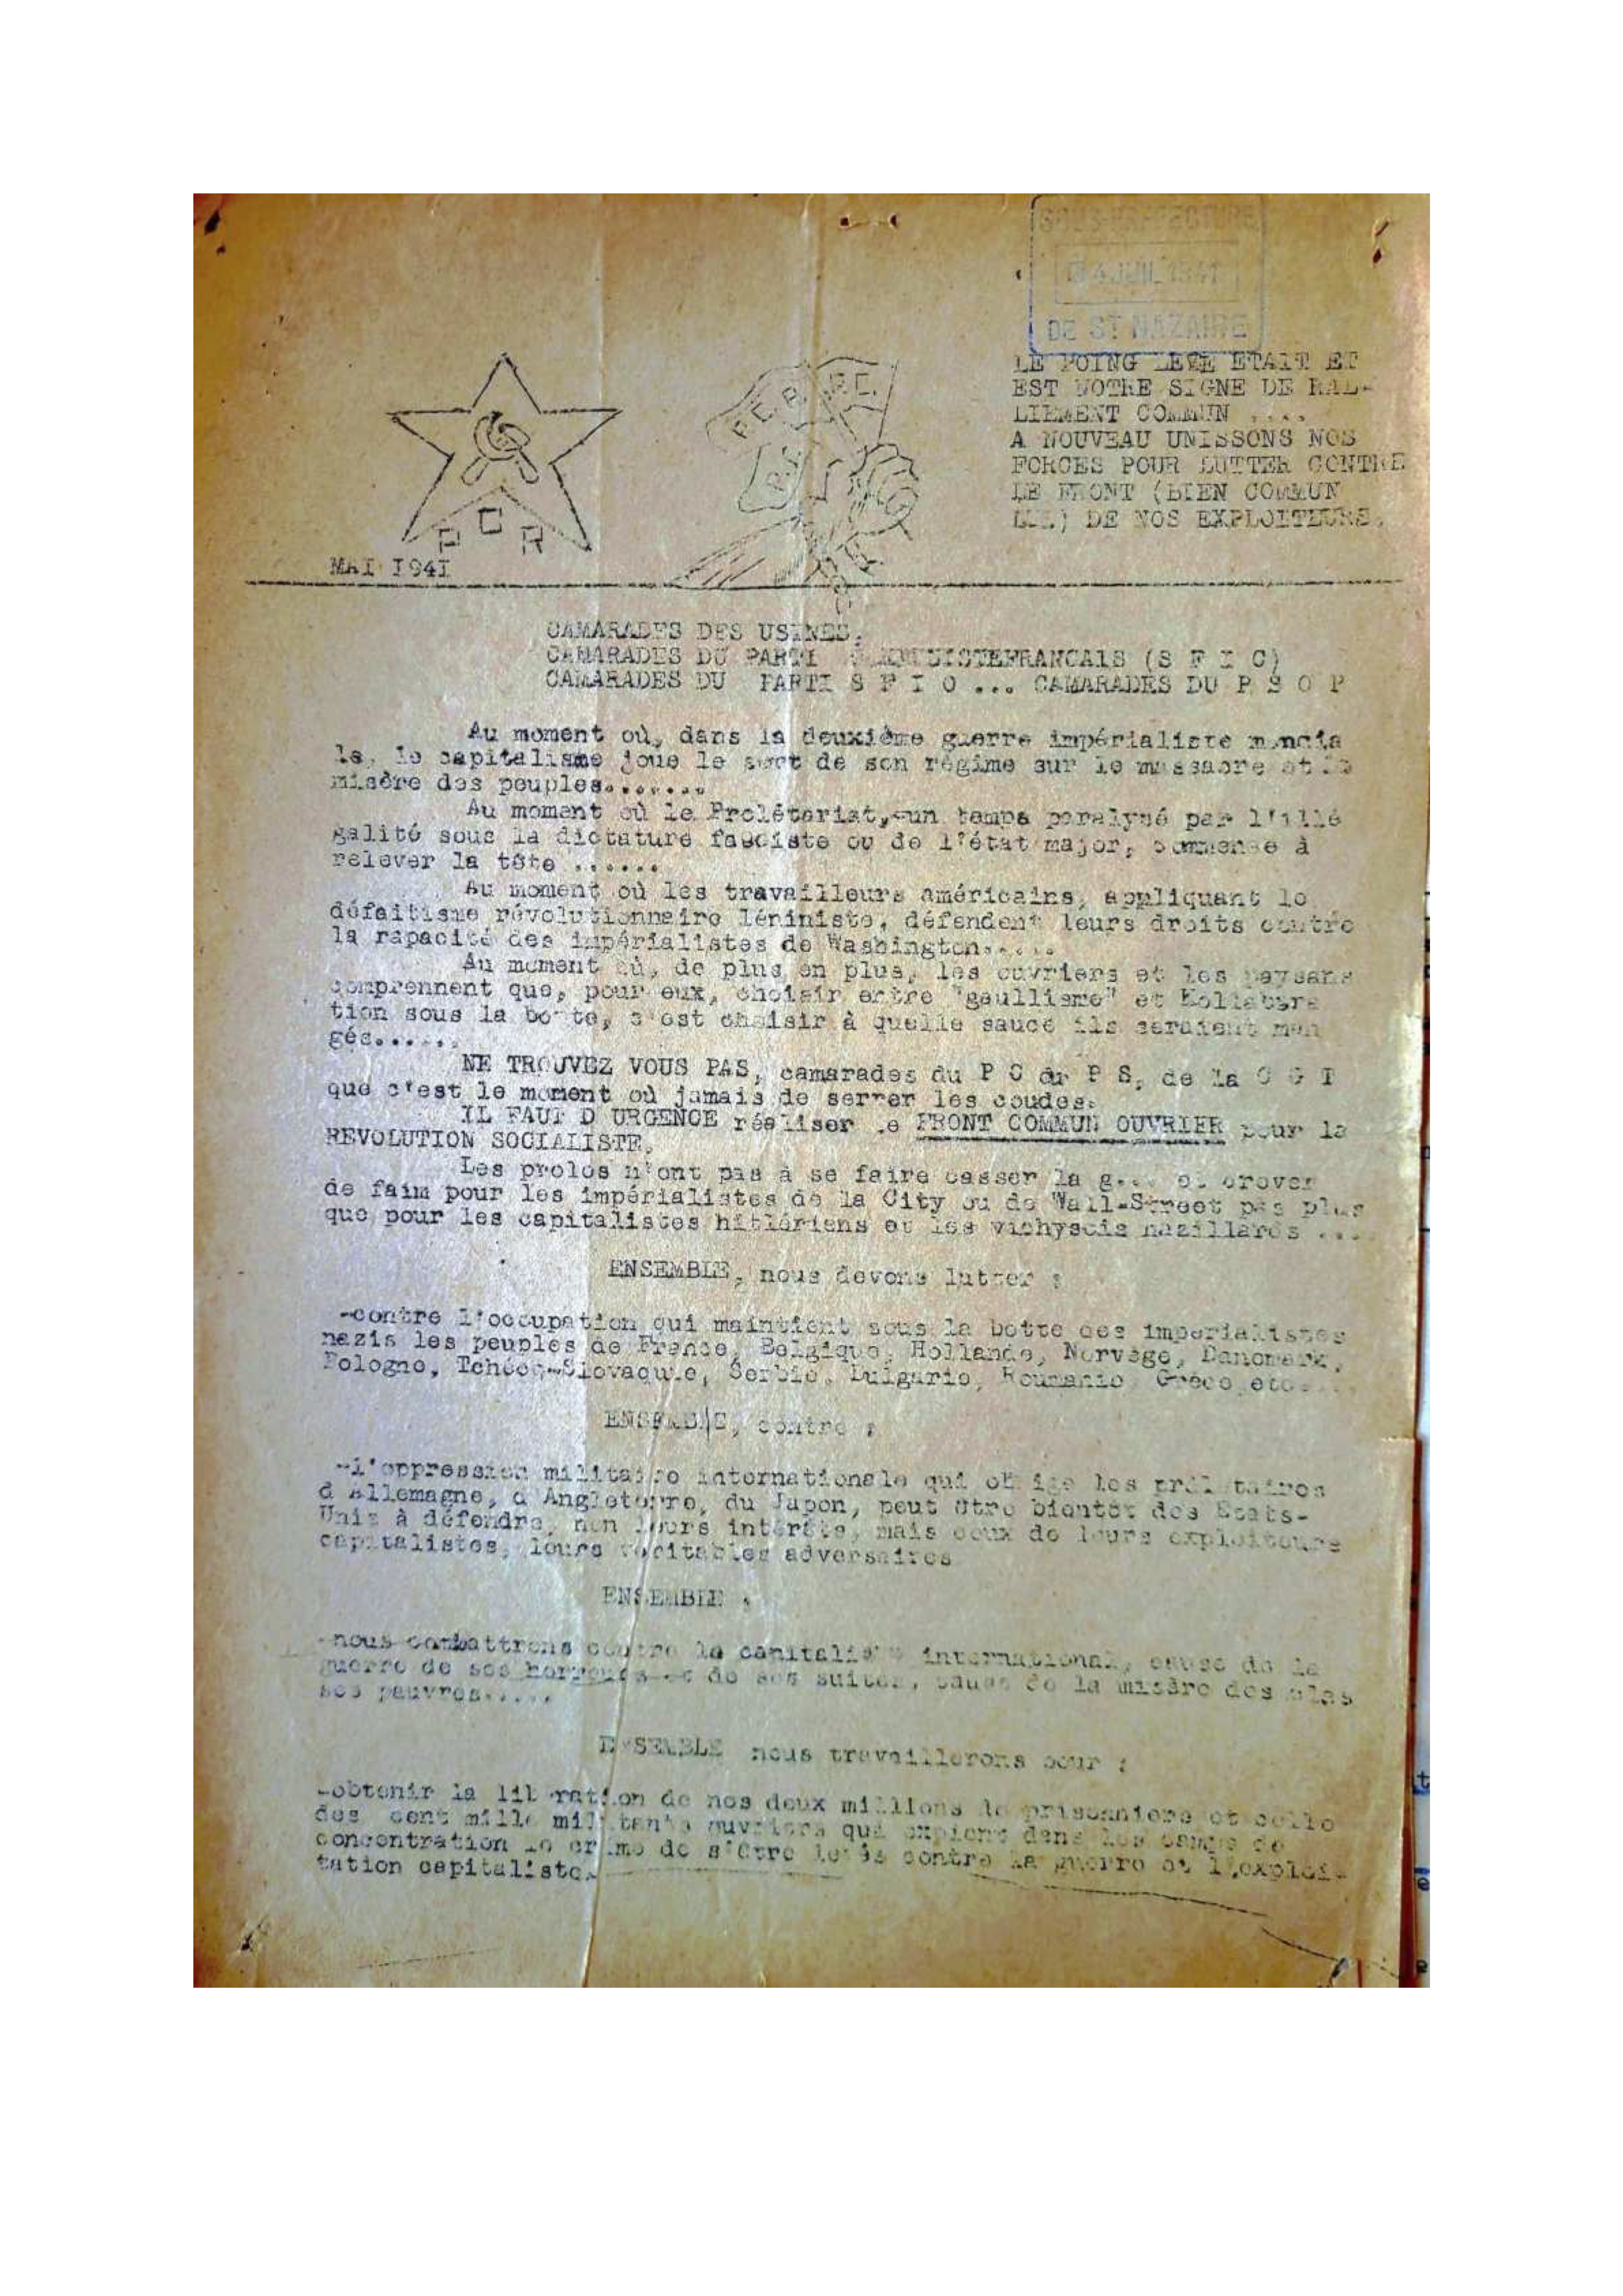 SOUS-PREFECTURE
JUIL 1941
DE ST NAZAIRE
LE POING LEVE ETAIT ET
EST NOTRE SIGNE DE RAL-
LIEMENT COMMUN ....
A NOUVEAU UNISSONS NOS
FORCES POUR LUTTER CONTRE
LE FRONT (BIEN COMMUN
) DE NOS EXPLOITEURS.
P C R
MAI I94I
CAMARADES DES USINES.
CAMARADES DU PARTI FRANCAIS (S F I C)
CAMARADES DU PARTI S F I O ... CAMARADES DU P S O P
Au moment où, dans la deuxième guerre impérialiste mondia
le, le capitalisme joue le sort de son régime sur le massacre et la
misère des peuples........
Au moment où le Prolétariat, un temps paralysé par l'illé
galité sous la dictature fasciste ou de l'état major, commence à
relever la tête ......
Au moment où les travailleurs américains, appliquant le
défaitisme révolutionnaire léniniste, défendent leurs droits contre
la rapacité des impérialistes de Washington......
Au moment où, de plus en plus, les ouvriers et les paysans
comprennent que, pour eux, choisir entre "gaullisme" et Kollabora
tion sous la botte, c'est choisir à quelle sauce ils seraient man
gés......
NE TROUVEZ VOUS PAS, camarades du P C du P S, de la C G T
que c'est le moment où jamais de serrer les coudes.
IL FAUT D URGENCE réaliser le FRONT COMMUN OUVRIER pour la
REVOLUTION SOCIALISTE.
Les prolos n'ont pas à se faire casser la g... et crever
de faim pour les impérialistes de la City ou de Wall-Street pas plus
que pour les capitalistes hitlériens et les vichyssois nazillards ....
ENSEMBLE, nous devons lutter :
-contre l'occupation qui maintient sous la botte des impérialistes
nazis les peuples de France, Belgique, Hollande, Norvège, Danemark,
Pologne, Tchéco-Slovaquie, Serbie, Bulgarie, Roumanie, Grèce etc...
ENSEMBLE, contre :
-l'oppression militaire internationale qui oblige les prolétaires
d Allemagne, d Angleterre, du Japon, peut être bientôt des Etats-
Unis à défendre, non leurs intérêts, mais ceux de leurs exploiteurs
capitalistes, leurs véritables adversaires
ENSEMBLE :
-nous combattrons contre le capitalisme international, cause de la
guerre de ses horreurs et de ses suites, cause de la misère des plus
pauvres.....
ENSEMBLE nous travaillerons pour :
-obtenir la libération de nos deux millions de prisonniers et celle
des cent mille militants ouvriers qui expient dans les camps de
concentration le crime de s'être levés contre la guerre et l'exploi-
tation capitaliste.